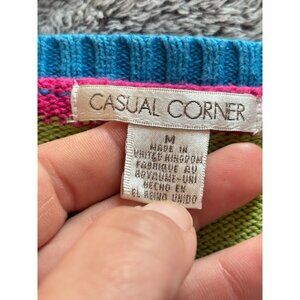 CASUAL CORNER
M
MADE IN
UNITED KINGDOM
FABRIQUE AU
ROYAUME-UNI
HECHO EN
EL REINO UNIDO